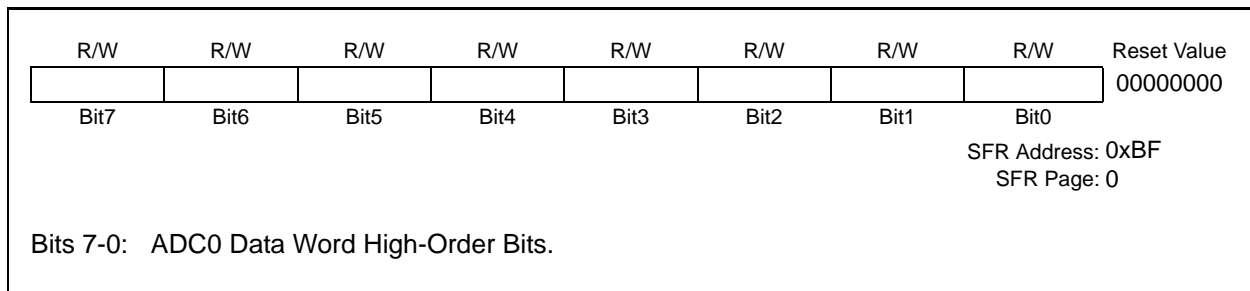 R/W R/W R/W R/W R/W R/W R/W R/W Reset Value
00000000
Bit7 Bit6 Bit5 Bit4 Bit3 Bit2 Bit1 Bit0
SFR Address: 0xBF
SFR Page: 0
Bits 7-0: ADC0 Data Word High-Order Bits.